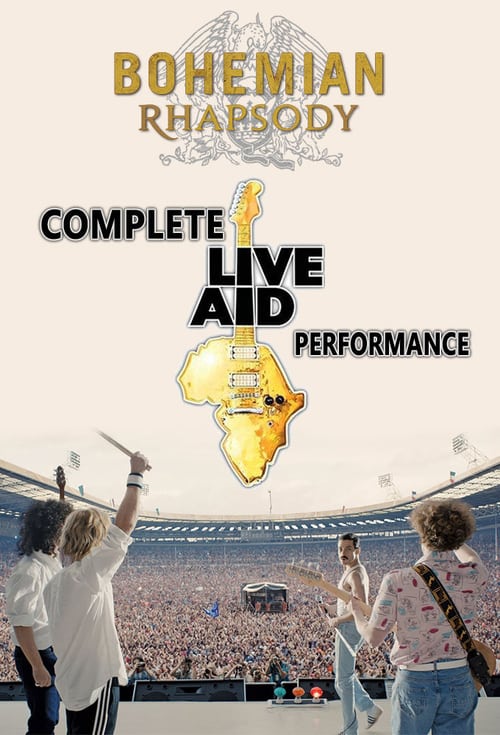 BOHEMIAN
RHAPSODY
COMPLETE
LIVE
AID
PERFORMANCE